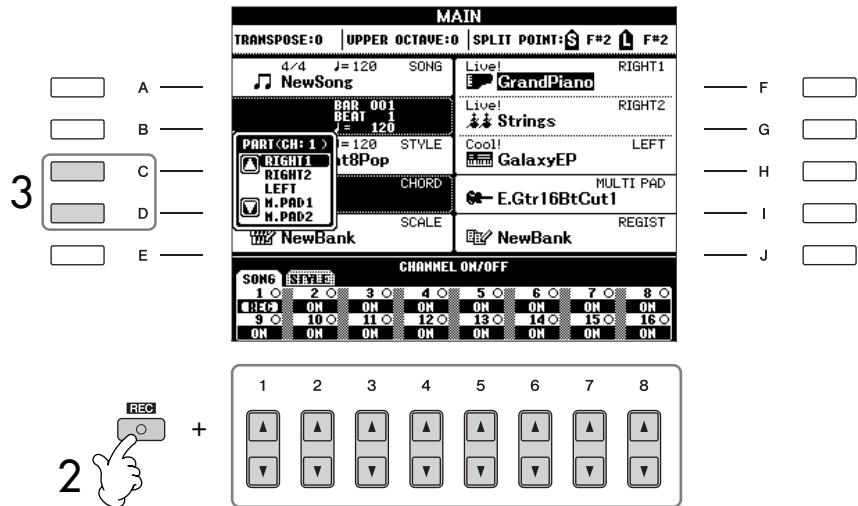 MAIN
TRANSPOSE:0 UPPER OCTAVE:0 SPLIT POINT: S F#2 L F#2
4/4 ♩=120 SONG
NewSong
Live! RIGHT1
GrandPiano
BAR 001
BEAT 1
♩= 120
Live! RIGHT2
Strings
PART(CH: 1 )
RIGHT1
RIGHT2
LEFT
M.PAD1
M.PAD2
=120 STYLE
t8Pop
Cool! LEFT
GalaxyEP
CHORD
MULTI PAD
E.Gtr16BtCut1
SCALE
NewBank
REGIST
NewBank
CHANNEL ON/OFF
SONG STYLE
1 2 3 4 5 6 7 8
REC ON ON ON ON ON ON ON
9 10 11 12 13 14 15 16
ON ON ON ON ON ON ON ON
A
B
C
D
E
F
G
H
I
J
3
1 2 3 4 5 6 7 8
REC
+
2